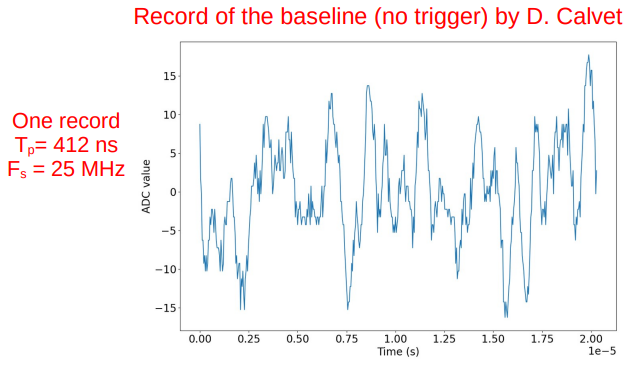 Record of the baseline (no trigger) by D. Calvet
One record
Tp= 412 ns
Fs = 25 MHz
ADC value
15
10
5
0
−5
−10
−15
0.00 0.25 0.50 0.75 1.00 1.25 1.50 1.75 2.00
1e−5
Time (s)